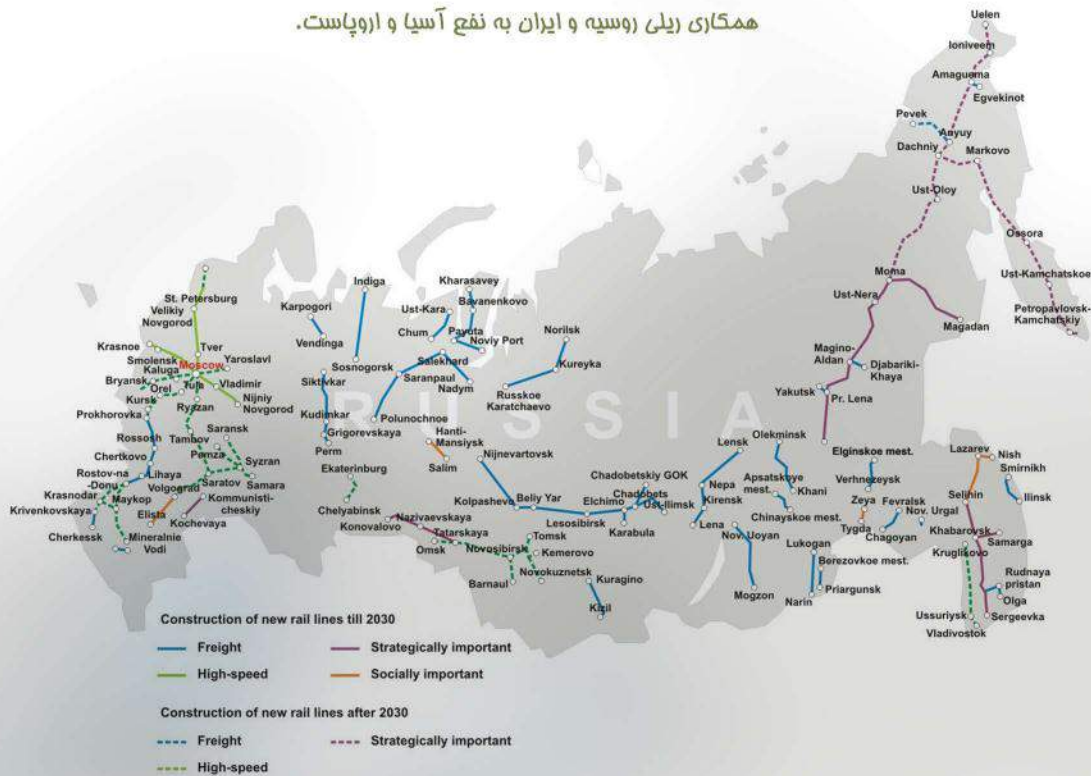 همکاری ریلی روسیه و ایران به نفع آسیا و اروپاست.
Uelen
Ioniveem
Amaguema
Egvekinot
Pevek
Anyuy
Dachniy
Markovo
Ust-Oloy
Ossora
Ust-Kamchatskoe
Petropavlovsk-
Kamchatskiy
Moma
Ust-Nera
Magadan
Magino-
Aldan
Djabariki-
Khaya
Yakutsk
Pr. Lena
Indiga
Kharasavey
Bavanenkovo
Ust-Kara
Karpogori
Chum
Payuta
Noviy Port
Norilsk
Vendinga
Sosnogorsk
Salekhard
Kureyka
Saranpaul
Nadym
Russkoe
Karatchaevo
St. Petersburg
Velikiy
Novgorod
Krasnoe
Tver
Smolensk
Yaroslavl
Kaluga
Moscow
Bryansk
Orel
Tula
Vladimir
Kursk
Ryazan
Nijniy
Novgorod
Prokhorovka
Siktivkar
Kudimkar
Polunochnoe
Grigorevskaya
Perm
RUSSIA
Hanti-
Mansiysk
Salim
Rossosh
Tambov
Saransk
Chertkovo
Pemza
Syzran
Rostov-na
-Donu
Lihaya
Saratov
Samara
Volgograd
Krasnodar
Maykop
Kommunisti-
cheskiy
Krivenkovskaya
Elista
Kochevaya
Cherkessk
Mineralnie
Vodi
Ekaterinburg
Chelyabinsk
Konovalovo
Nazivaevskaya
Omsk
Tatarskaya
Nijnevartovsk
Kolpashevo
Beliy Yar
Elchimo
Chadobetskiy GOK
Chadobets
Ust-Ilimsk
Lesosibirsk
Karabula
Novosibirsk
Tomsk
Kemerovo
Barnaul
Novokuznetsk
Kuragino
Kizil
Lensk
Olekminsk
Nepa
Kirensk
Lena
Apsatskoye
mest.
Khani
Chinayskoe mest.
Nov. Uoyan
Mogzon
Lukogan
Berezovkoe mest.
Priargunsk
Narin
Elginskoe mest.
Verhnezeysk
Zeya
Tygda
Fevralsk
Nov. Urgal
Chagoyan
Lazarev
Nish
Smirnikh
Ilinsk
Selihin
Khabarovsk
Kruglikovo
Samarga
Rudnaya
pristan
Olga
Sergeevka
Ussuriysk
Vladivostok
Construction of new rail lines till 2030
Freight
Strategically important
High-speed
Socially important
Construction of new rail lines after 2030
Freight
Strategically important
High-speed